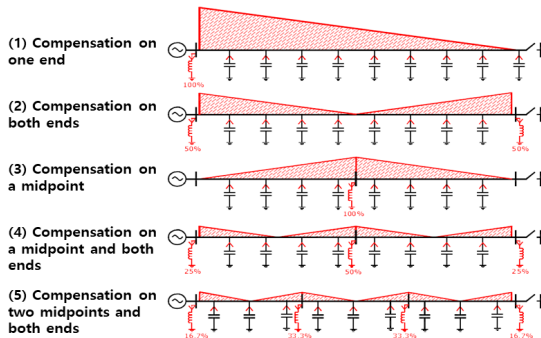 (1) Compensation on
one end
100%
(2) Compensation on
both ends
50%
50%
(3) Compensation on
a midpoint
100%
(4) Compensation on
a midpoint and both
ends
25%
50%
25%
(5) Compensation on
two midpoints and
both ends
16.7%
33.3%
33.3%
16.7%